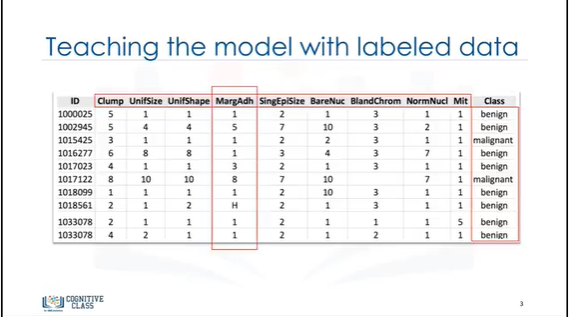 Teaching the model with labeled data
ID Clump UnifSize UnifShape MargAdh SingEpiSize BareNuc BlandChrom NormNucl Mit Class
1000025 5 1 1 1 2 1 3 1 1 benign
1002945 5 4 4 5 7 10 3 2 1 benign
1015425 3 1 1 1 2 2 3 1 1 malignant
1016277 6 8 8 1 3 4 3 7 1 benign
1017023 4 1 1 3 2 1 3 1 1 benign
1017122 8 10 10 8 7 10 7 1 malignant
1018099 1 1 1 1 2 10 3 1 1 benign
1018561 2 1 2 H 2 1 3 1 1 benign
1033078 2 1 1 1 2 1 1 1 5 benign
1033078 4 2 1 1 2 1 2 1 1 benign
COGNITIVE
CLASS
3